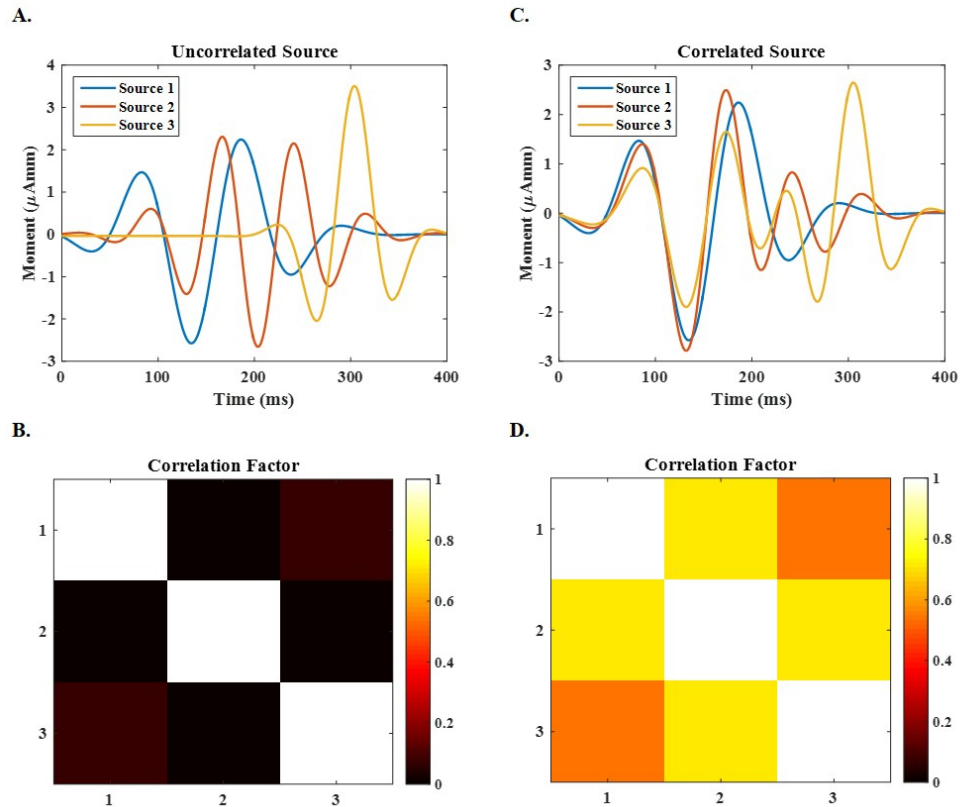 A.
Uncorrelated Source
4
3
2
1
0
-1
-2
-3
Moment (μAmm)
Source 1
Source 2
Source 3
0 100 200 300 400
Time (ms)
C.
Correlated Source
3
2
1
0
-1
-2
-3
Moment (μAmm)
Source 1
Source 2
Source 3
0 100 200 300 400
Time (ms)
B.
Correlation Factor
1
2
3
1 2 3
1
0.8
0.6
0.4
0.2
0
D.
Correlation Factor
1
2
3
1 2 3
1
0.8
0.6
0.4
0.2
0